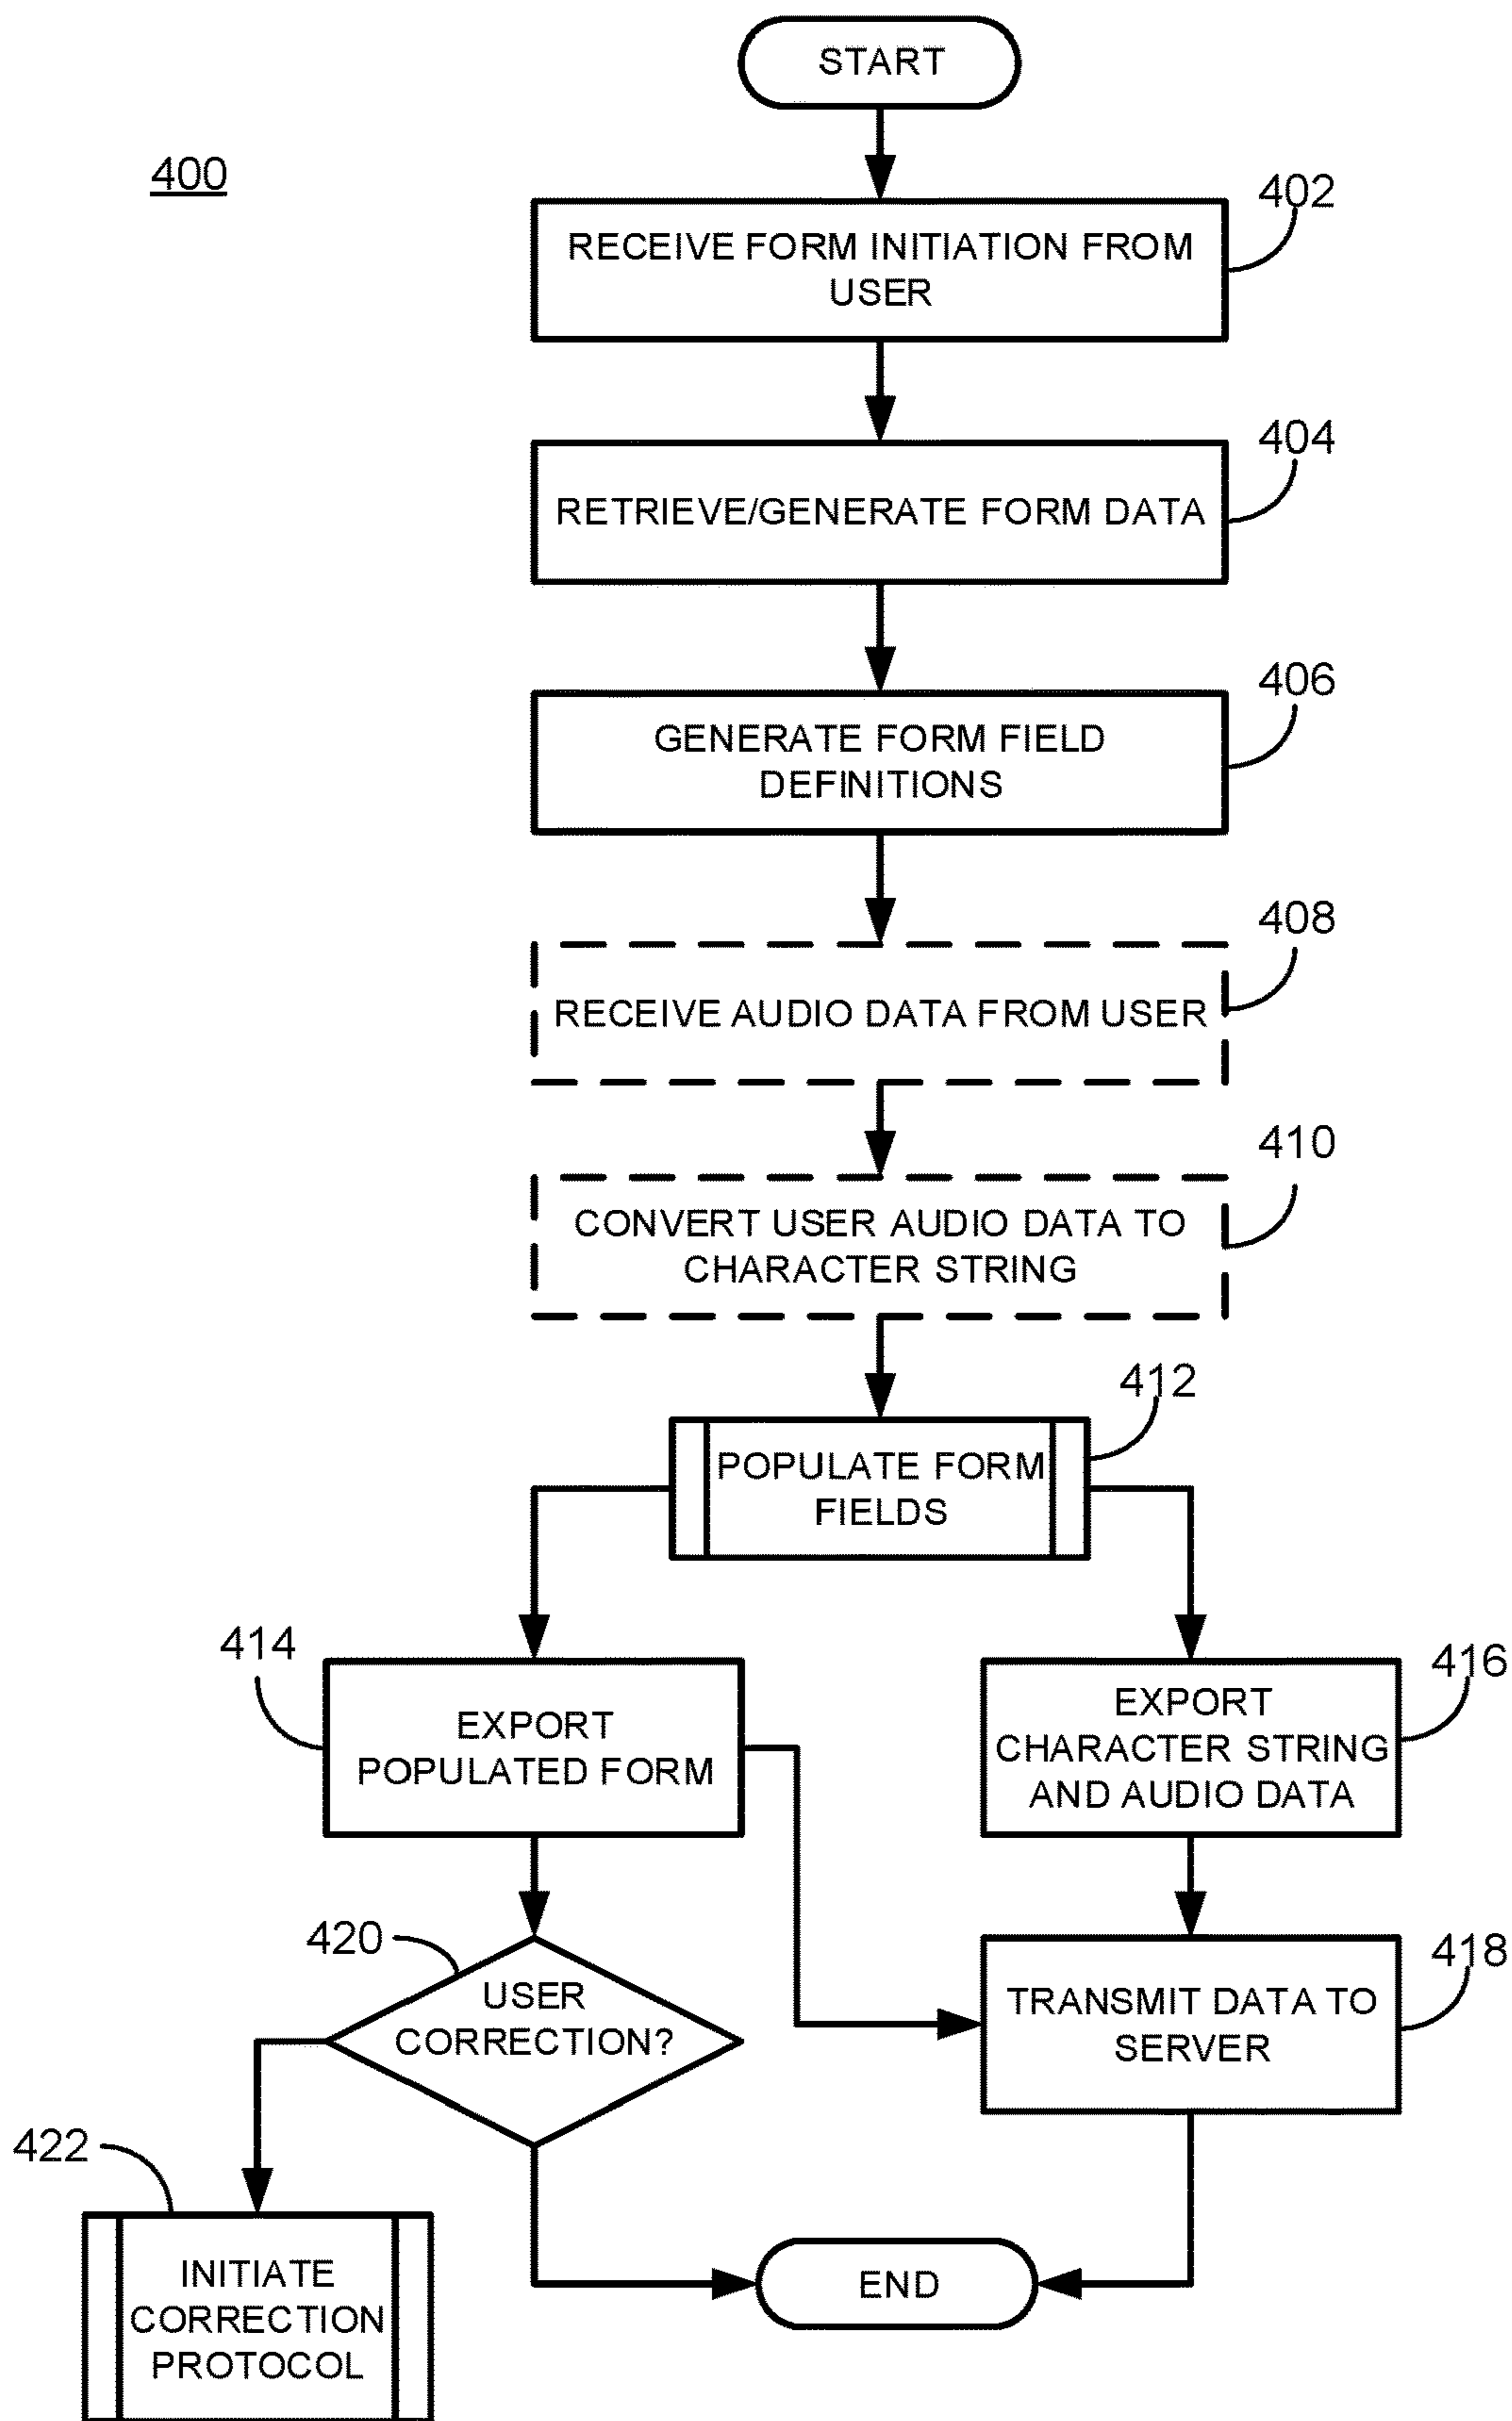 START
400
402
RECEIVE FORM INITIATION FROM
USER
404
RETRIEVE/GENERATE FORM DATA
406
GENERATE FORM FIELD
DEFINITIONS
408
RECEIVE AUDIO DATA FROM USER
410
CONVERT USER AUDIO DATA TO
CHARACTER STRING
412
POPULATE FORM
FIELDS
414
EXPORT
POPULATED FORM
416
EXPORT
CHARACTER STRING
AND AUDIO DATA
420
USER
CORRECTION?
418
TRANSMIT DATA TO
SERVER
422
INITIATE
CORRECTION
PROTOCOL
END